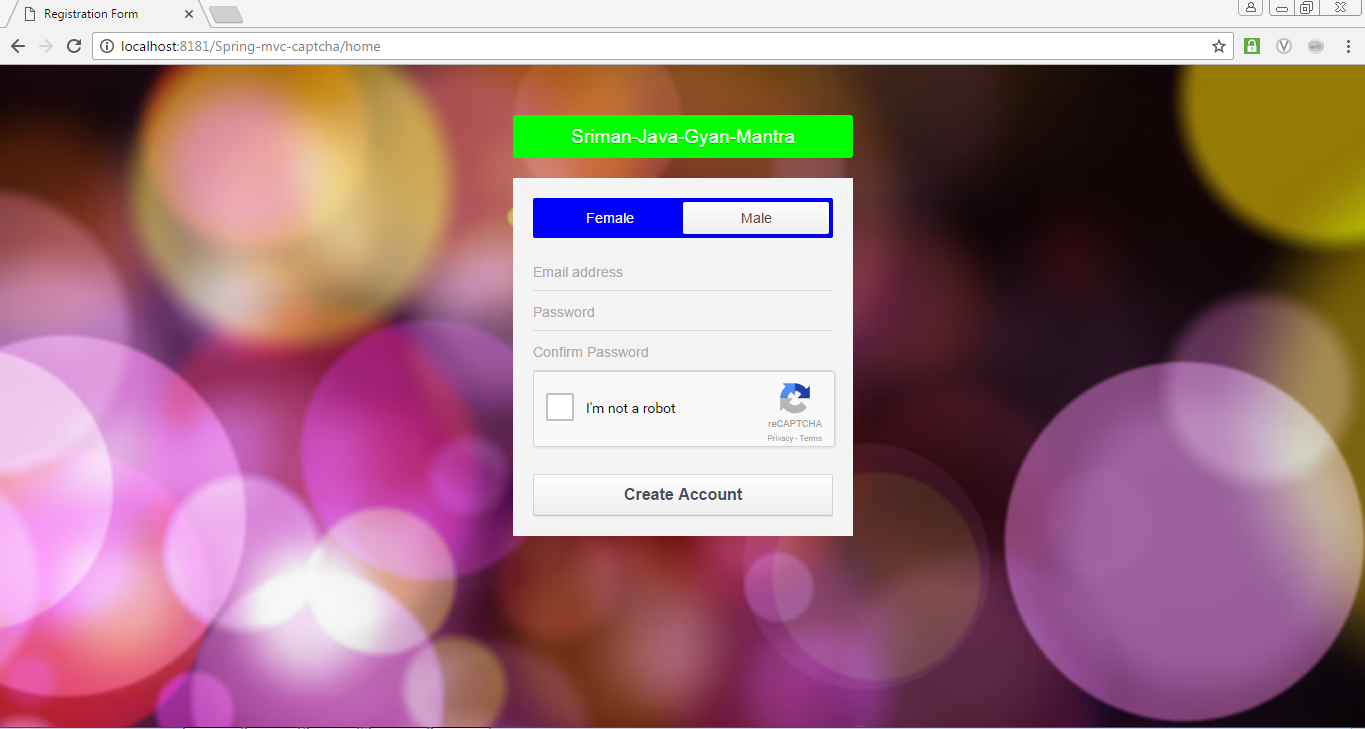 Registration Form
localhost:8181/Spring-mvc-captcha/home
Sriman-Java-Gyan-Mantra
Female Male
Email address
Password
Confirm Password
I'm not a robot
reCAPTCHA
Privacy - Terms
Create Account